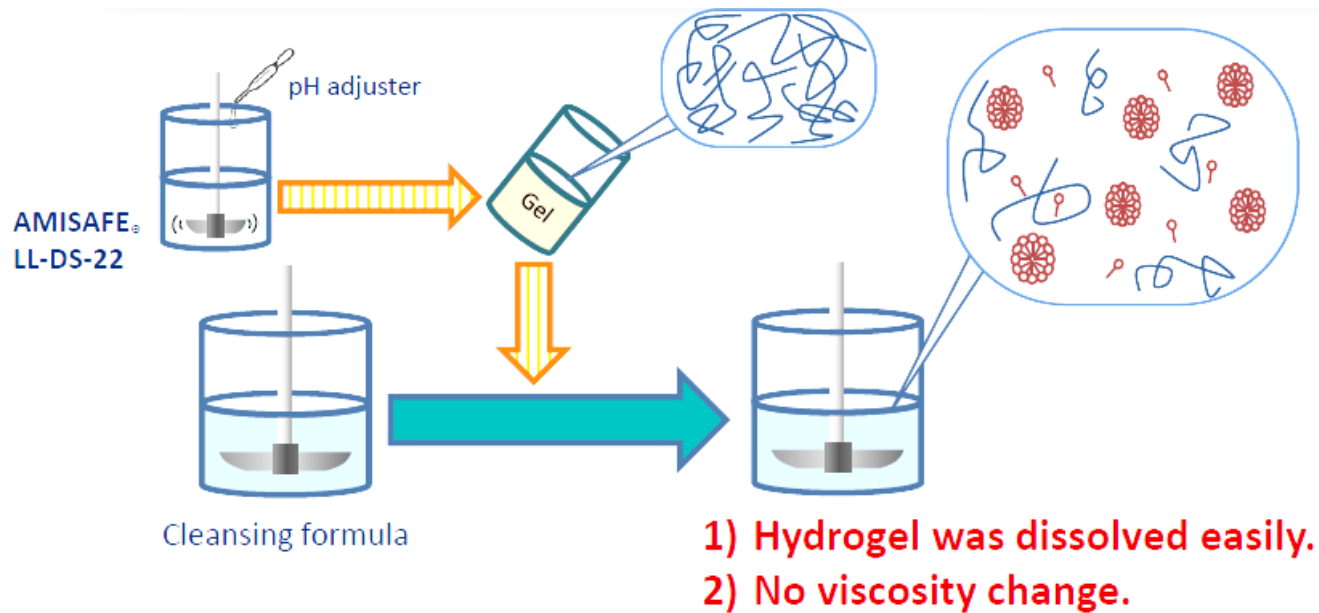 pH adjuster
AMISAFE®
LL-DS-22
Gel
Cleansing formula
1) Hydrogel was dissolved easily.
2) No viscosity change.